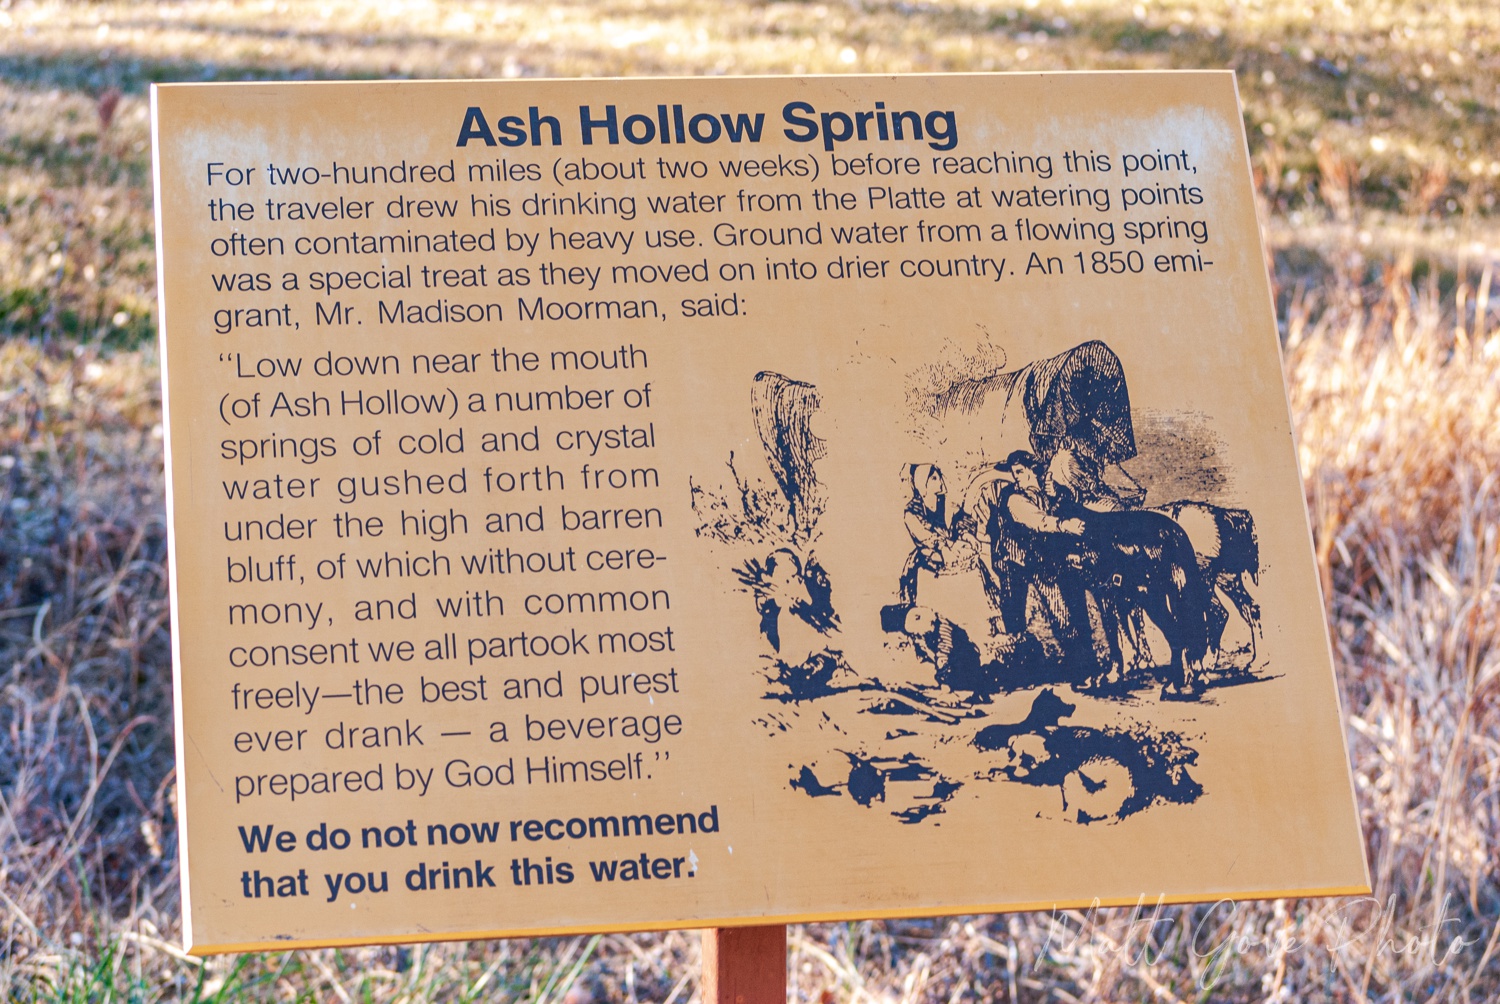 Ash Hollow Spring
For two-hundred miles (about two weeks) before reaching this point,
the traveler drew his drinking water from the Platte at watering points
often contaminated by heavy use. Ground water from a flowing spring
was a special treat as they moved on into drier country. An 1850 emi-
grant, Mr. Madison Moorman, said:
“Low down near the mouth
(of Ash Hollow) a number of
springs of cold and crystal
water gushed forth from
under the high and barren
bluff, of which without cere-
mony, and with common
consent we all partook most
freely—the best and purest
ever drank — a beverage
prepared by God Himself.”
We do not now recommend
that you drink this water.
Matt Gove Photo